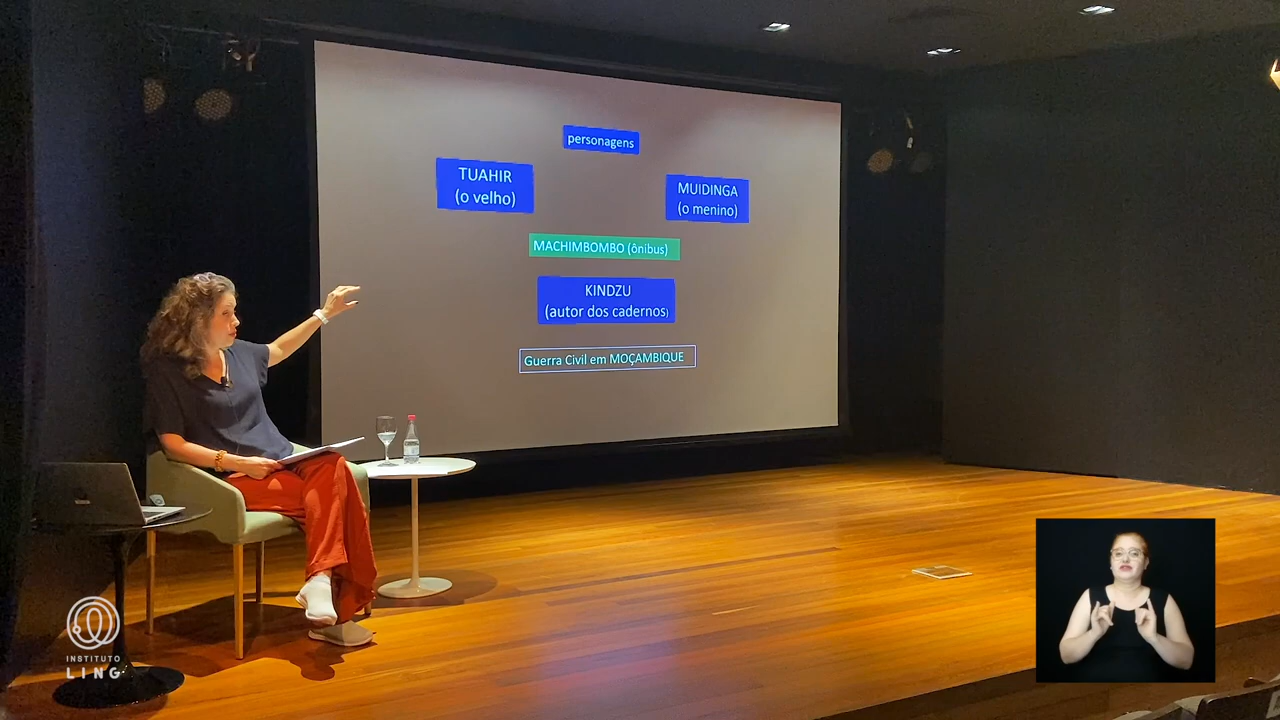 personagens
TUAHIR
(o velho)
MUIDINGA
(o menino)
MACHIMBOMBO (ônibus)
KINDZU
(autor dos cadernos)
Guerra Civil em MOÇAMBIQUE
INSTITUTO
LING